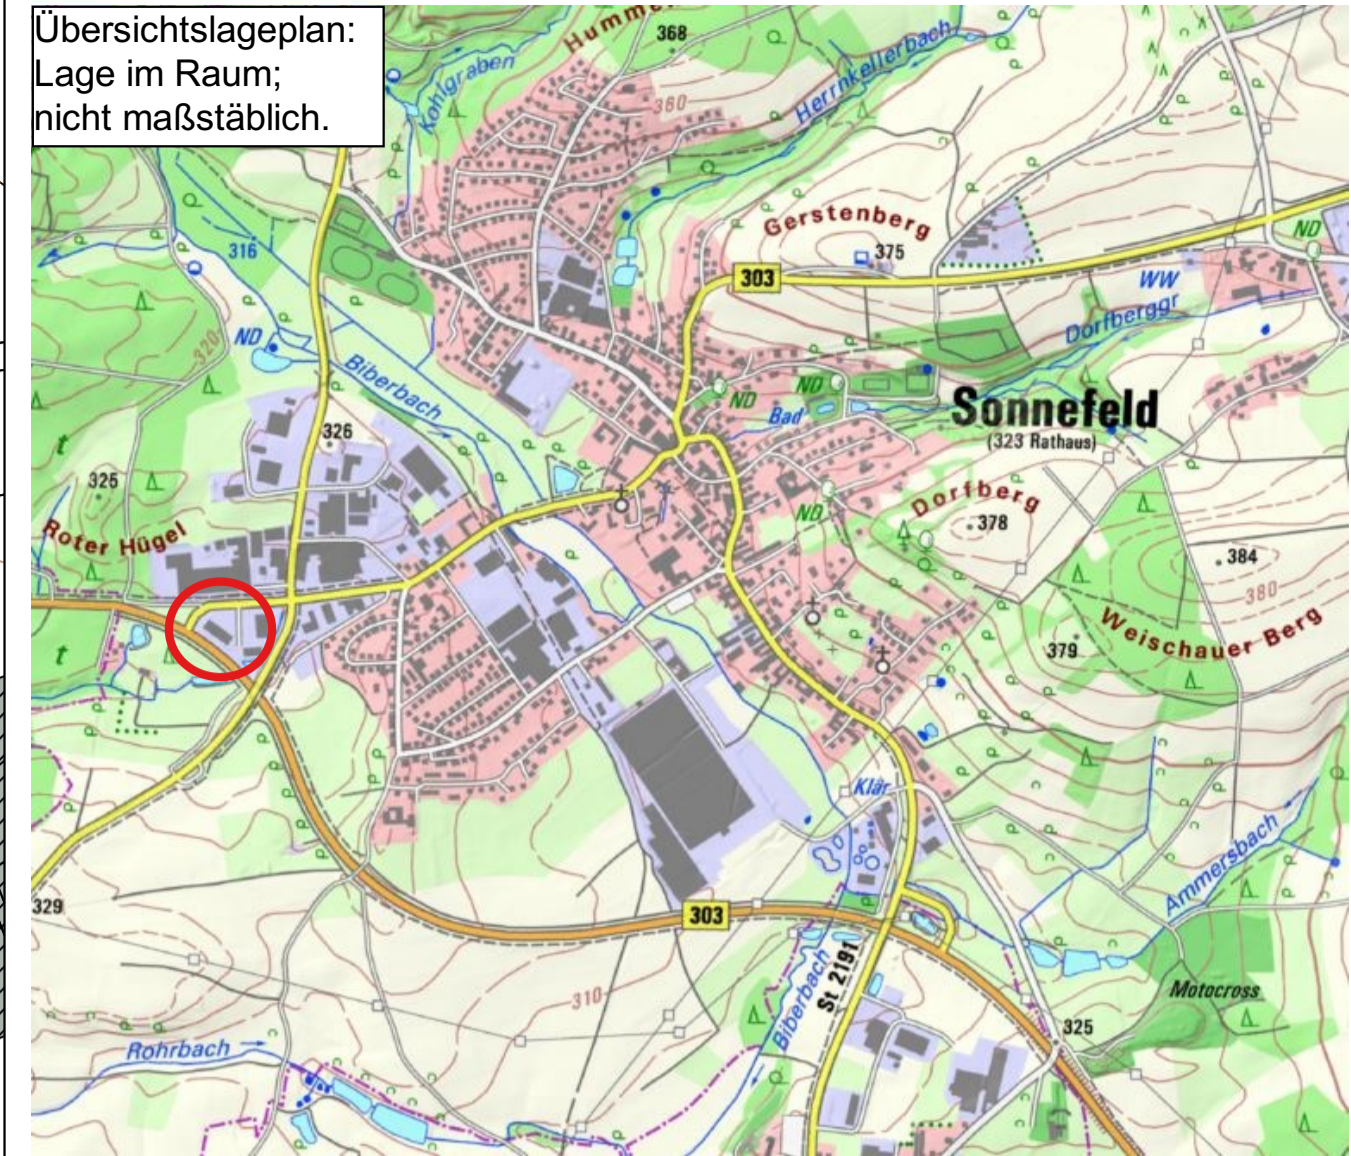 Übersichtslageplan:
Lage im Raum;
nicht maßstäblich.
368
Kohlgraben
Herrnkellerbach
360
Gerstenberg
375
ND
316
303
WW
Dorfberggr
ND
320
Biberbach
ND
ND
Bad
Sonnefeld
(323 Rathaus)
326
325
Dorfberg
378
ND
Roter Hügel
384
380
Weischauer Berg
379
t
t
Klär
Ammersbach
329
303
St 2191
Biberbach
310
Motocross
325
Rohrbach